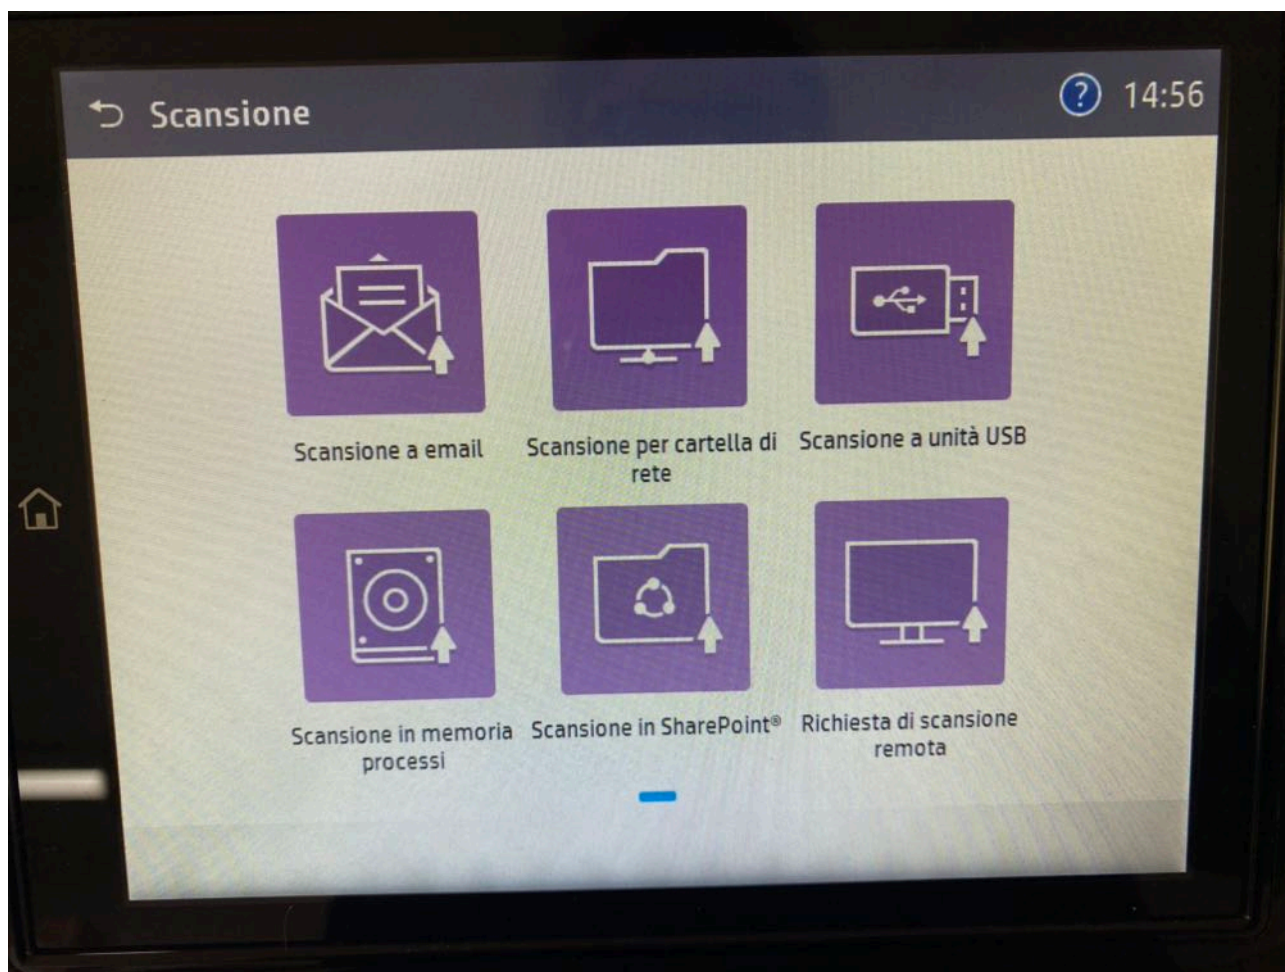 Scansione
? 14:56
Scansione a email
Scansione per cartella di
rete
Scansione a unità USB
Scansione in memoria
processi
Scansione in SharePoint®
Richiesta di scansione
remota